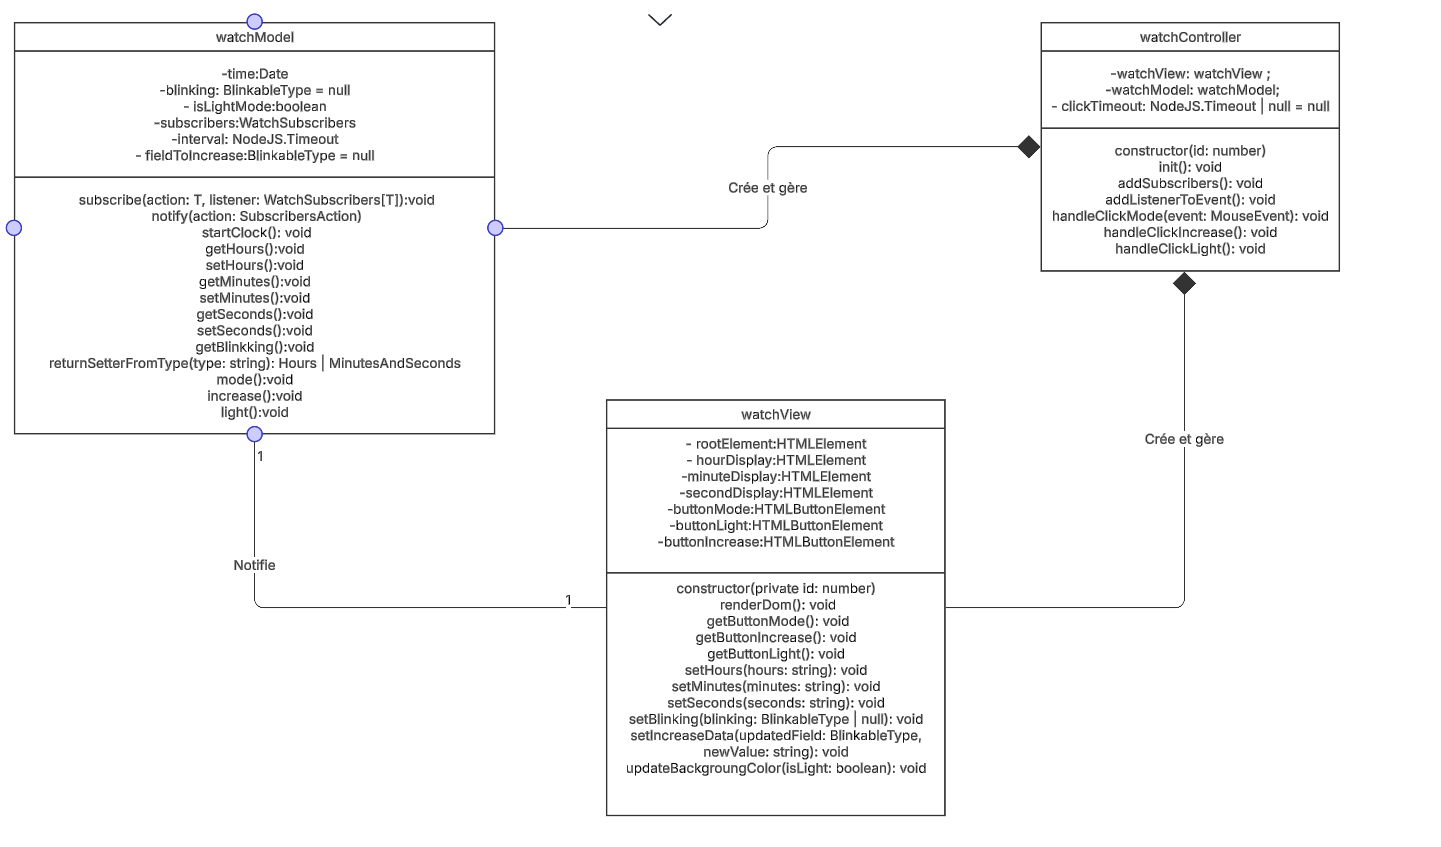 watchModel
-time:Date
-blinking: BlinkableType = null
- isLightMode:boolean
-subscribers:WatchSubscribers
-interval: NodeJS.Timeout
- fieldToIncrease:BlinkableType = null
subscribe(action: T, listener: WatchSubscribers[T]):void
notify(action: SubscribersAction)
startClock(): void
getHours():void
setHours():void
getMinutes():void
setMinutes():void
getSeconds():void
setSeconds():void
getBlinkking():void
returnSetterFromType(type: string): Hours | MinutesAndSeconds
mode():void
increase():void
light():void
watchController
-watchView: watchView ;
-watchModel: watchModel;
- clickTimeout: NodeJS.Timeout | null = null
constructor(id: number)
init(): void
addSubscribers(): void
addListenerToEvent(): void
handleClickMode(event: MouseEvent): void
handleClickIncrease(): void
handleClickLight(): void
Crée et gère
Crée et gère
1
Notifie
1
watchView
- rootElement:HTMLElement
- hourDisplay:HTMLElement
-minuteDisplay:HTMLElement
-secondDisplay:HTMLElement
-buttonMode:HTMLButtonElement
-buttonLight:HTMLButtonElement
-buttonIncrease:HTMLButtonElement
constructor(private id: number)
renderDom(): void
getButtonMode(): void
getButtonIncrease(): void
getButtonLight(): void
setHours(hours: string): void
setMinutes(minutes: string): void
setSeconds(seconds: string): void
setBlinking(blinking: BlinkableType | null): void
setIncreaseData(updatedField: BlinkableType,
newValue: string): void
updateBackgroungColor(isLight: boolean): void